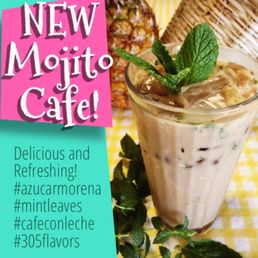 NEW
Mojito
Cafe!
Delicious and
Refreshing!
#azucarmorena
#mintleaves
#cafeconleche
#305flavors